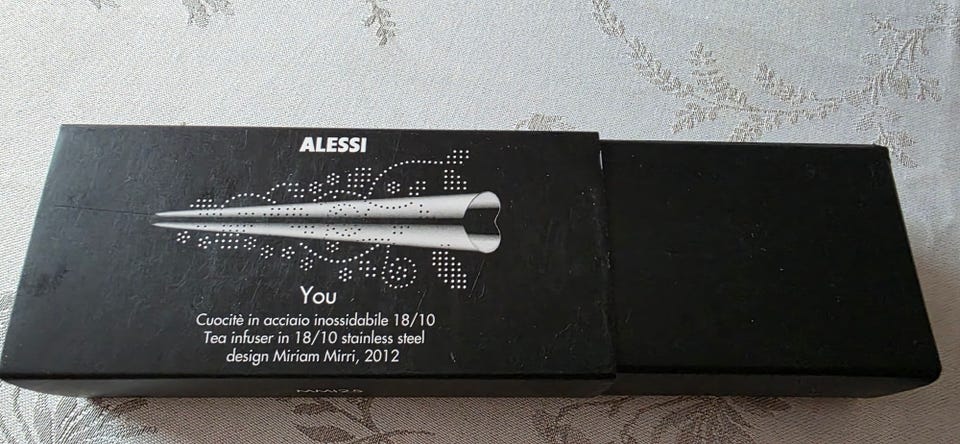 ALESSI
You
Cuocitè in acciaio inossidabile 18/10
Tea infuser in 18/10 stainless steel
design Miriam Mirri, 2012
MMI25